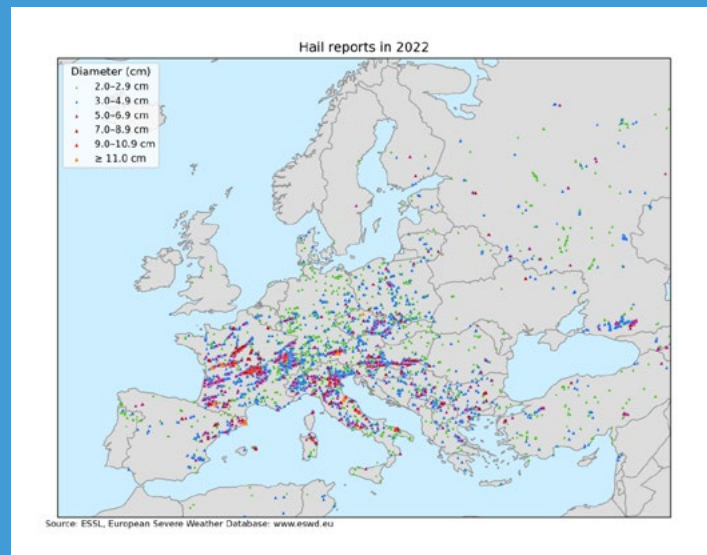 Hail reports in 2022
Diameter (cm)
2.0–2.9 cm
3.0–4.9 cm
5.0–6.9 cm
7.0–8.9 cm
9.0–10.9 cm
≥ 11.0 cm
Source: ESSL, European Severe Weather Database: www.eswd.eu